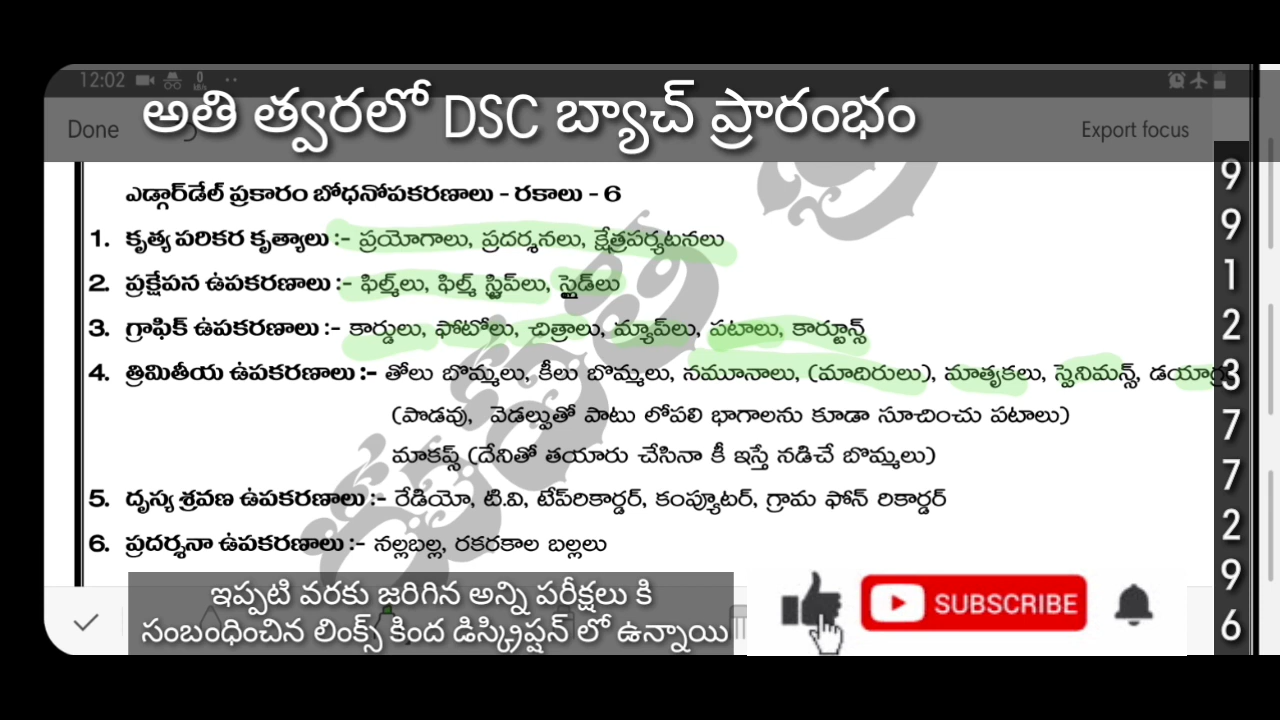 12:02
అతి త్వరలో DSC బ్యాచ్ ప్రారంభం
Done
Export focus
ఎడ్గార్‌డేల్ ప్రకారం బోధనోపకరణాలు - రకాలు - 6
1. కృత్య పరికర కృత్యాలు :- ప్రయోగాలు, ప్రదర్శనలు, క్షేత్రపర్యటనలు
2. ప్రక్షేపన ఉపకరణాలు :- ఫిల్మ్‌లు, ఫిల్మ్ స్ట్రిప్‌లు, స్లైడ్‌లు
3. గ్రాఫిక్ ఉపకరణాలు :- కార్డులు, ఫోటోలు, చిత్రాలు, మ్యాప్‌లు, పటాలు, కార్టూన్స్
4. త్రిమితీయ ఉపకరణాలు :- తోలు బొమ్మలు, కీలు బొమ్మలు, నమూనాలు, (మాదిరులు), మాతృకలు, స్పెనిమన్స్,
(పొడవు, వెడల్పుతో పాటు లోపలి భాగాలను కూడా సూచించు పటాలు)
మాకప్స్ (దేనితో తయారు చేసినా కీ ఇస్తే నడిచే బొమ్మలు)
5. దృస్య శ్రవణ ఉపకరణాలు :- రేడియో, టి.వి, టేప్‌రికార్డర్, కంప్యూటర్, గ్రామ ఫోన్ రికార్డర్
6. ప్రదర్శనా ఉపకరణాలు :- నల్లబల్ల, రకరకాల బల్లలు
ఇప్పటి వరకు జరిగిన అన్ని పరీక్షలు కి
సంబంధించిన లింక్స్ కింద డిస్క్రిప్షన్ లో ఉన్నాయి
SUBSCRIBE
9
9
1
2
3
7
7
2
9
6